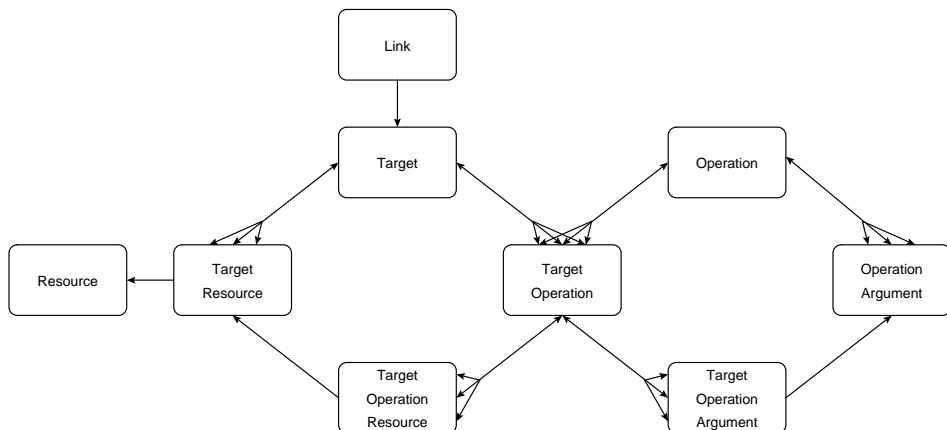 Link
Target
Operation
Resource
Target
Resource
Target
Operation
Operation
Argument
Target
Operation
Resource
Target
Operation
Argument